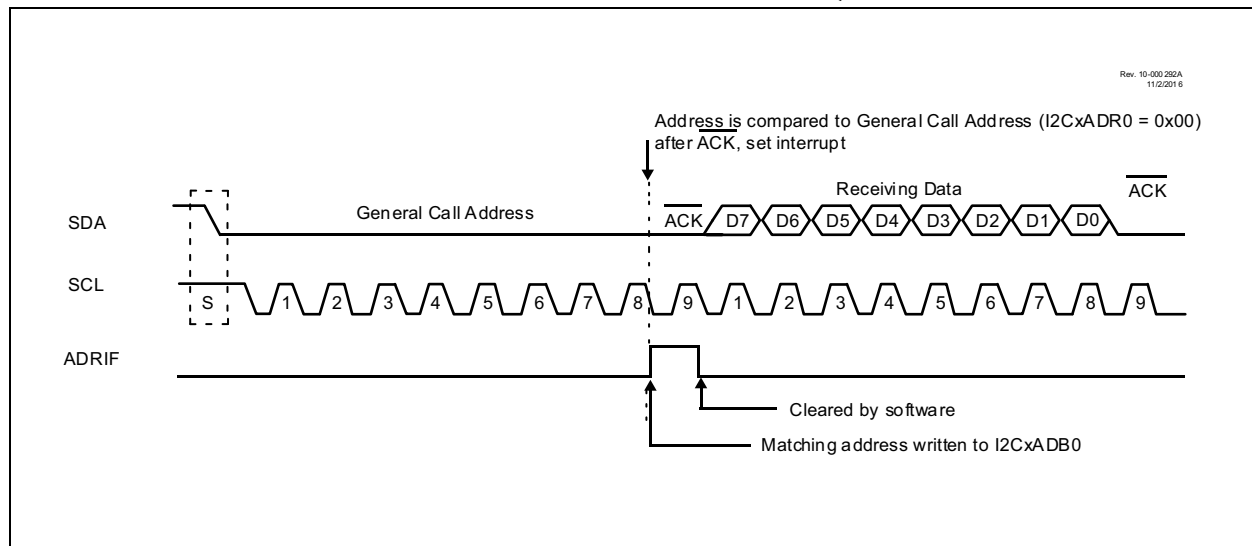 Rev. 10-000 292A
11/2/201 6
Address is compared to General Call Address (I2CxADR0 = 0x00)
after ACK, set interrupt
Receiving Data
ACK
SDA
General Call Address
ACK D7 D6 D5 D4 D3 D2 D1 D0
SCL
S 1 2 3 4 5 6 7 8 9 1 2 3 4 5 6 7 8 9
ADRIF
Cleared by software
Matching address written to I2CxADB0